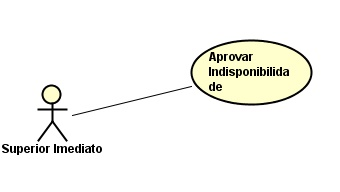 Aprovar
Indisponibilida
de
Superior Imediato